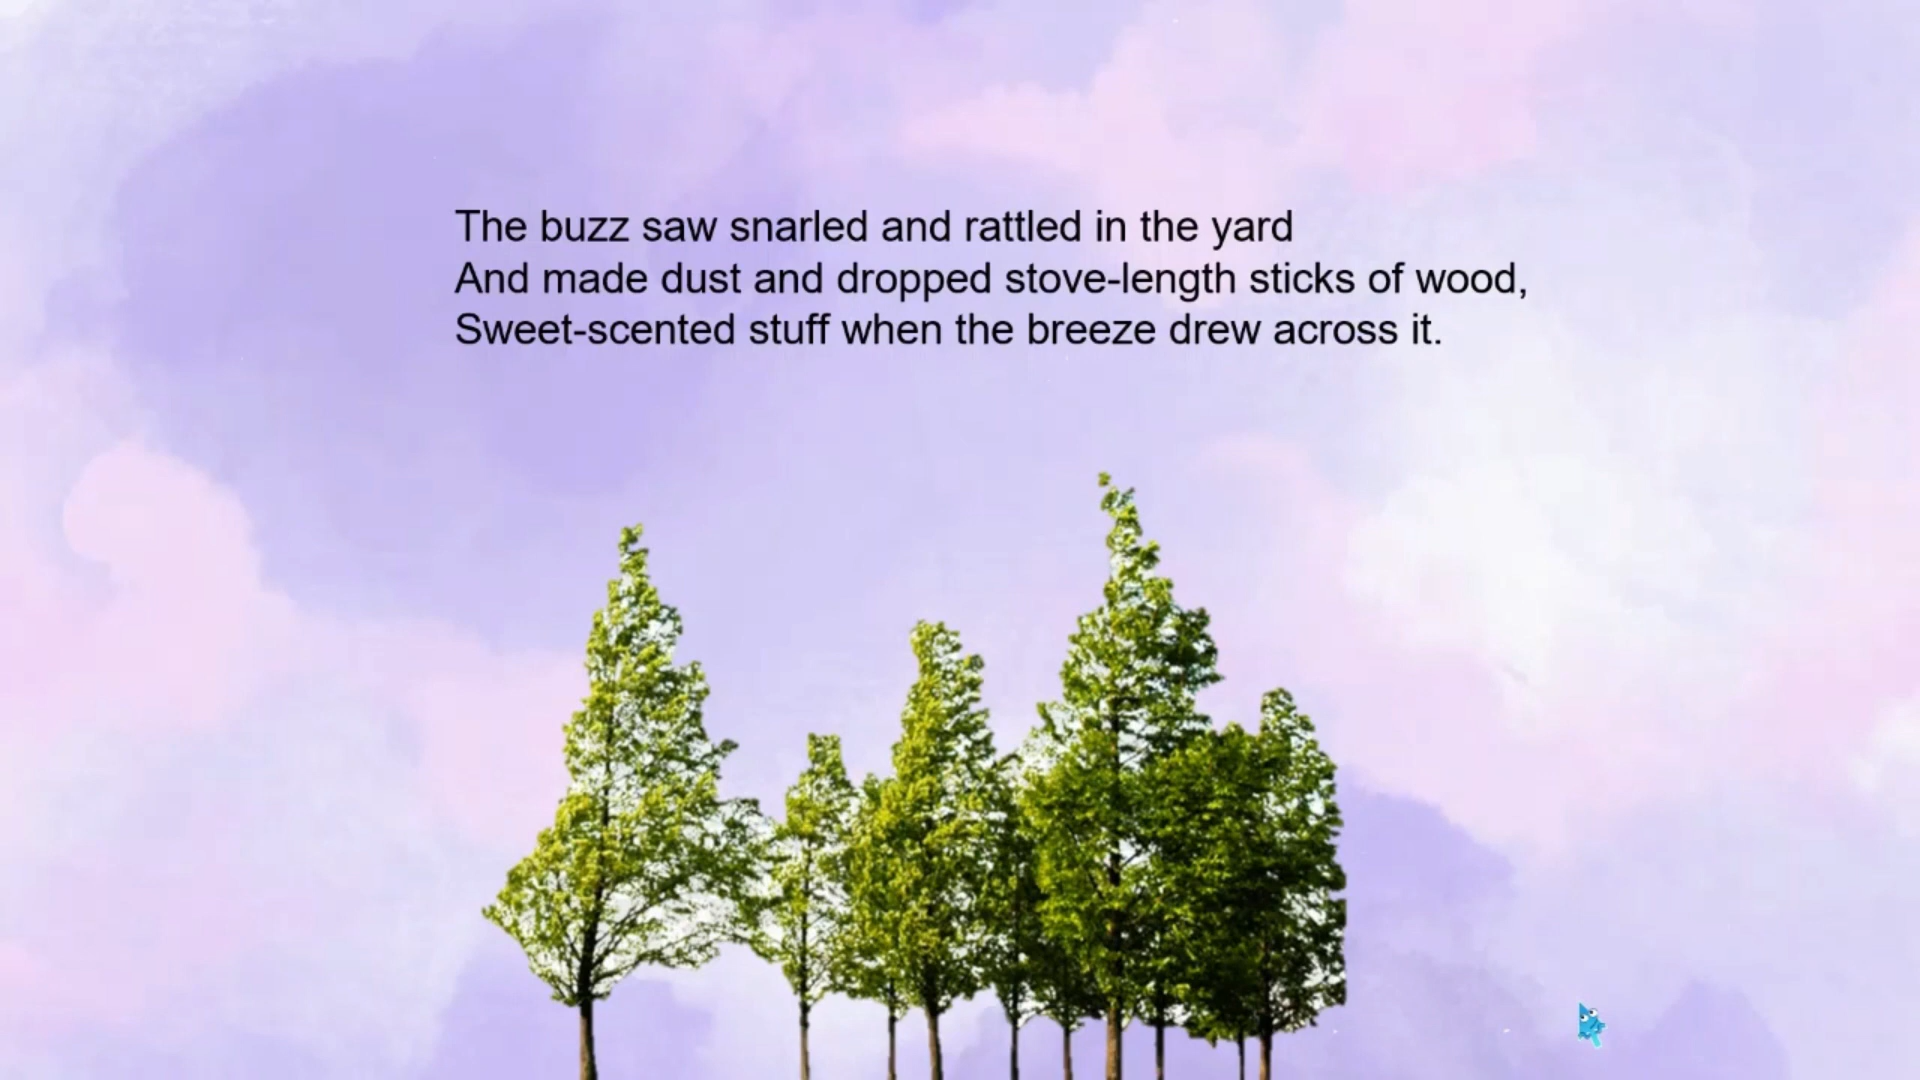 The buzz saw snarled and rattled in the yard
And made dust and dropped stove-length sticks of wood,
Sweet-scented stuff when the breeze drew across it.